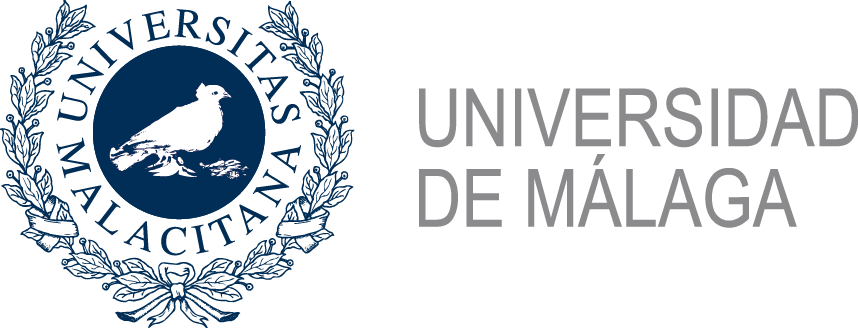 UNIVERSITAS
MALACITANA
UNIVERSIDAD
DE MÁLAGA